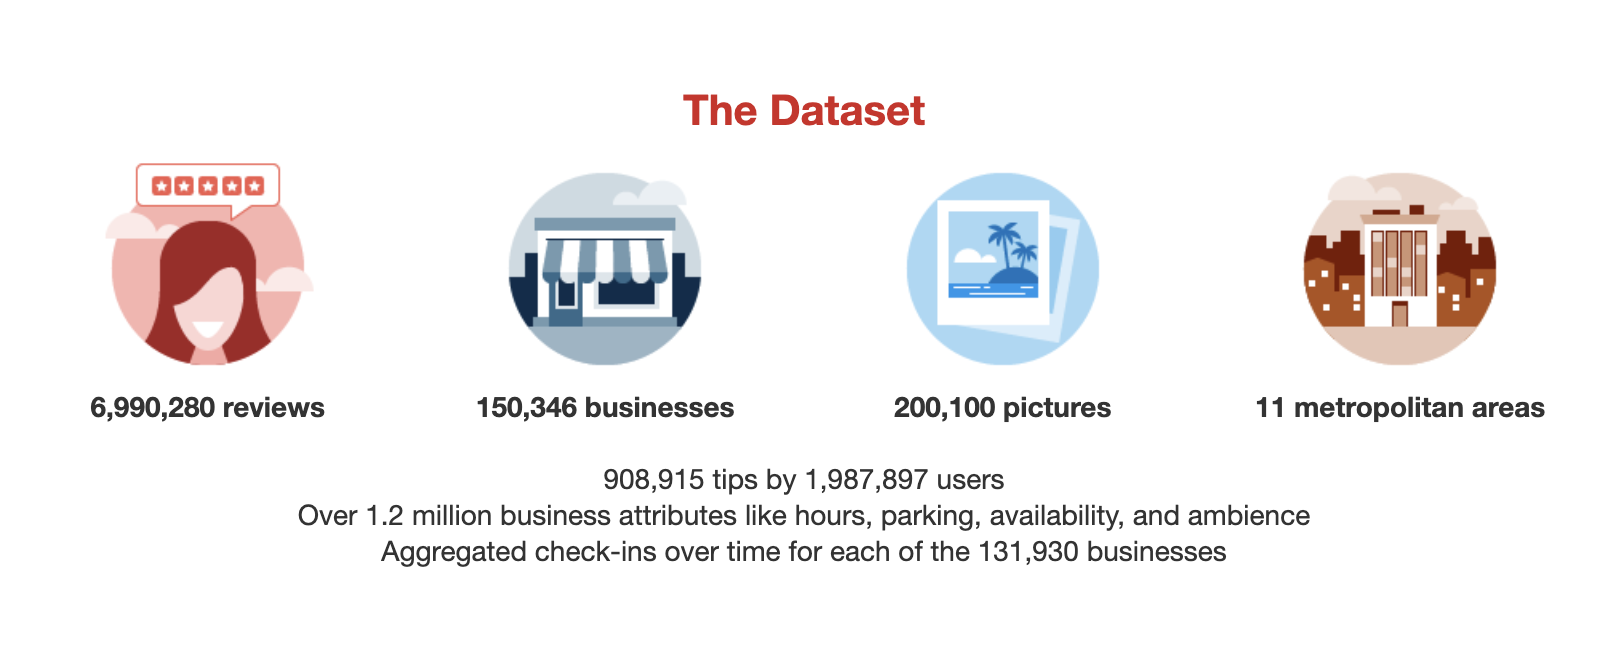 The Dataset
6,990,280 reviews
150,346 businesses
200,100 pictures
11 metropolitan areas
908,915 tips by 1,987,897 users
Over 1.2 million business attributes like hours, parking, availability, and ambience
Aggregated check-ins over time for each of the 131,930 businesses